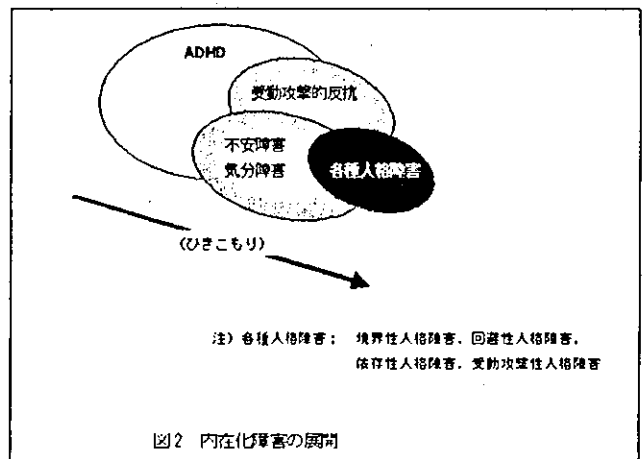 ADHD
受動攻撃的反抗
不安障害
気分障害
各種人格障害
(ひきこもり)
注) 各種人格障害; 境界性人格障害, 回避性人格障害,
依存性人格障害, 受動攻撃性人格障害
図2 内在化障害の展開